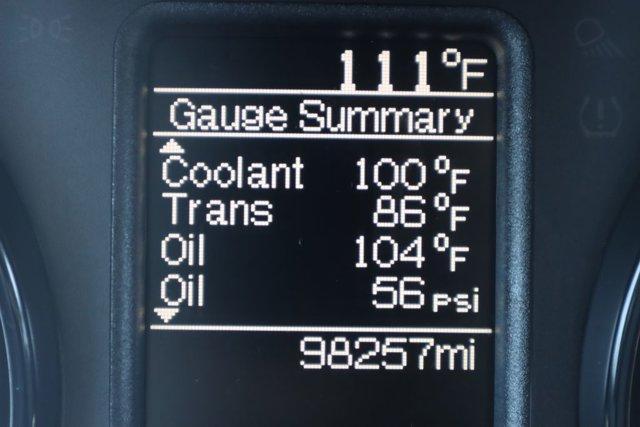 111°F
Gauge Summary
Coolant 100°F
Trans 86°F
Oil 104°F
Oil 56 psi
98257mi